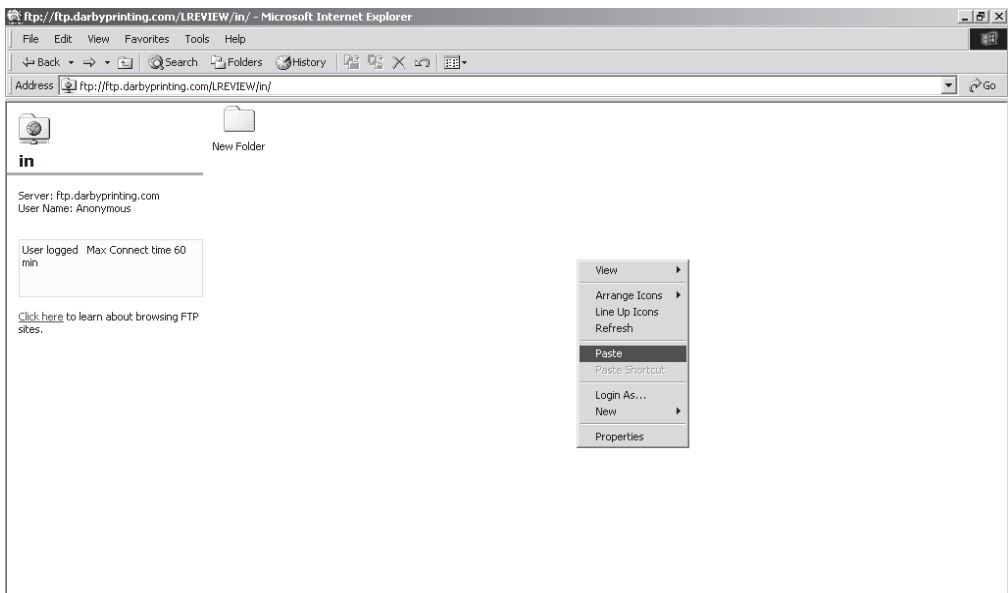 ftp://ftp.darbyprinting.com/LREVIEW/in/ - Microsoft Internet Explorer
File Edit View Favorites Tools Help
Back Search Folders History
Address ftp://ftp.darbyprinting.com/LREVIEW/in/ Go
in
New Folder
Server: ftp.darbyprinting.com
User Name: Anonymous
User logged Max Connect time 60
min
Click here to learn about browsing FTP
sites.
View
Arrange Icons
Line Up Icons
Refresh
Paste
Paste Shortcut
Login As...
New
Properties